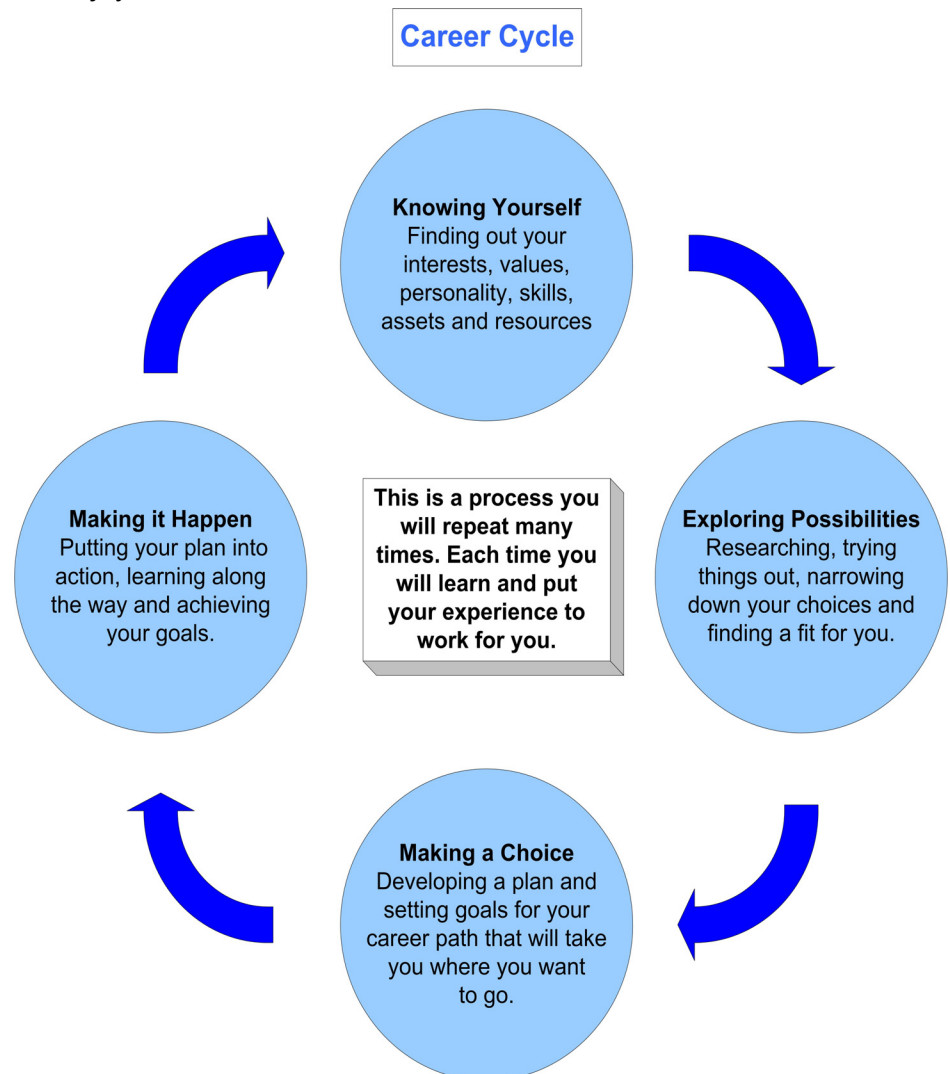 Career Cycle
Knowing Yourself
Finding out your
interests, values,
personality, skills,
assets and resources
Making it Happen
Putting your plan into
action, learning along
the way and achieving
your goals.
This is a process you
will repeat many
times. Each time you
will learn and put
your experience to
work for you.
Exploring Possibilities
Researching, trying
things out, narrowing
down your choices and
finding a fit for you.
Making a Choice
Developing a plan and
setting goals for your
career path that will take
you where you want
to go.